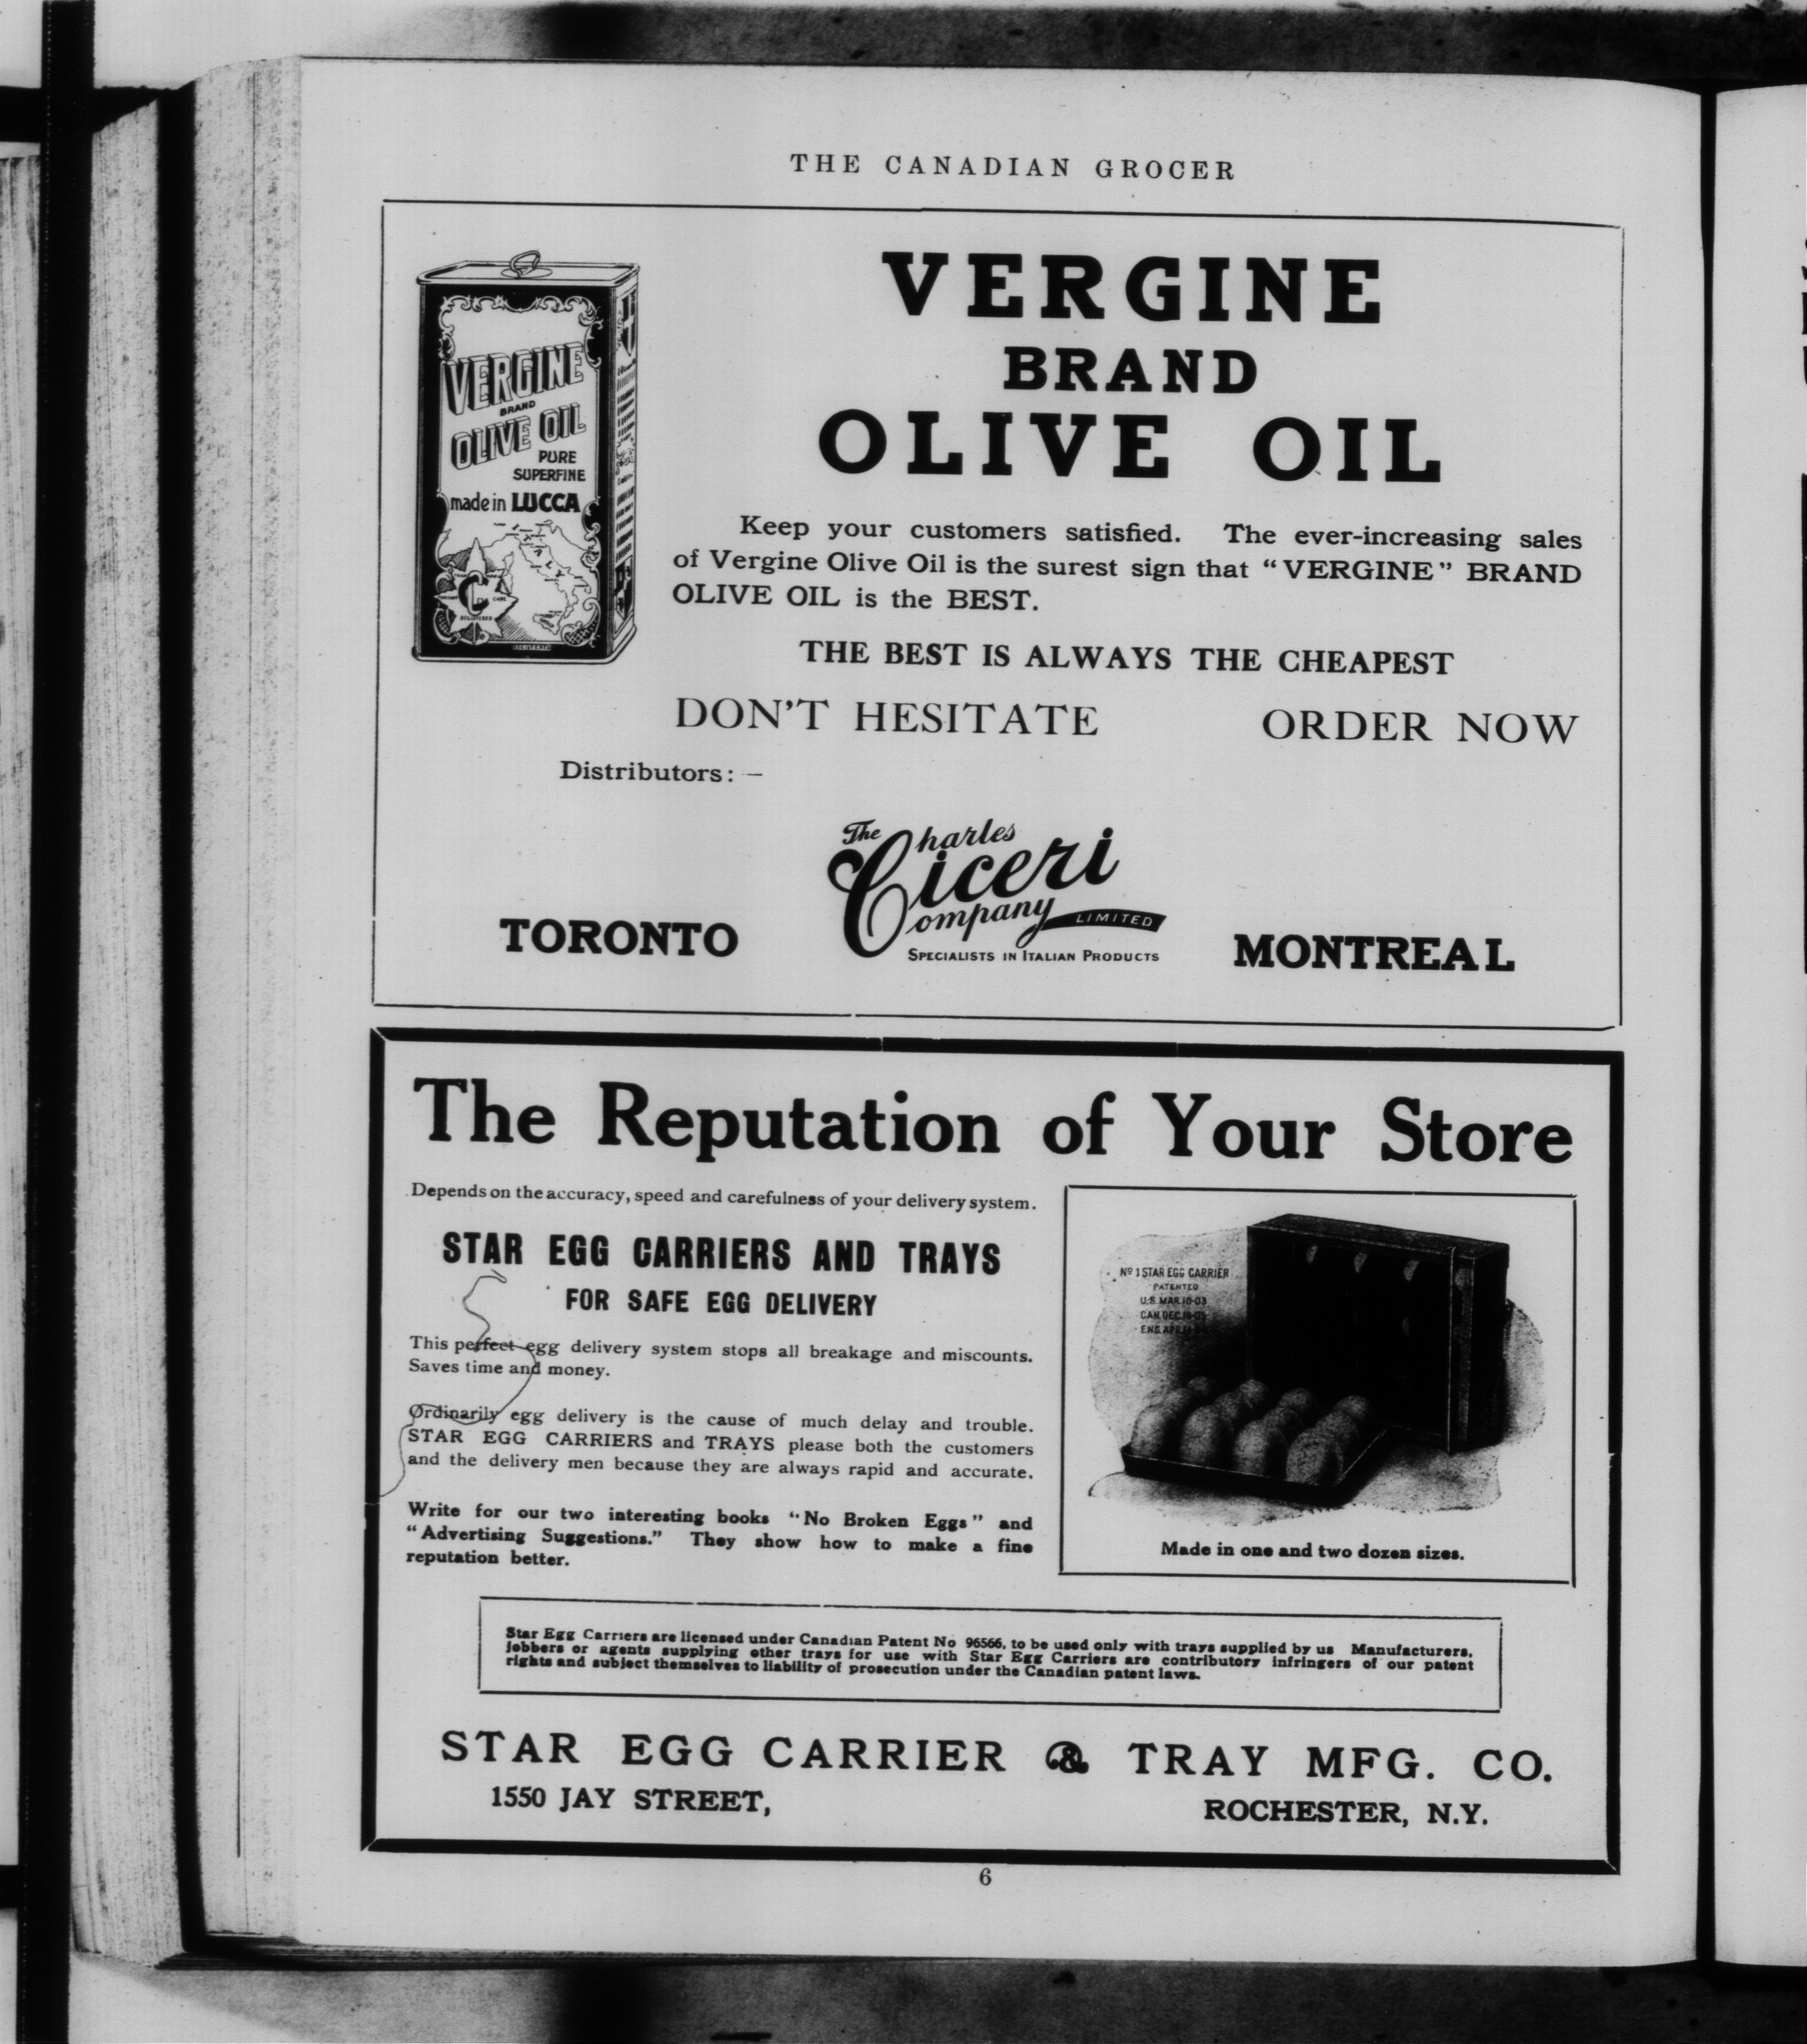 THE CANADIAN GROCER
VERGINE
BRAND
OLIVE OIL
PURE
SUPERFINE
made in LUCCA
VERGINE
BRAND
OLIVE OIL
Keep your customers satisfied. The ever-increasing sales
of Vergine Olive Oil is the surest sign that "VERGINE" BRAND
OLIVE OIL is the BEST.
THE BEST IS ALWAYS THE CHEAPEST
DON'T HESITATE ORDER NOW
Distributors: —
The Charles
Ciceri
Company LIMITED
SPECIALISTS IN ITALIAN PRODUCTS
TORONTO MONTREAL
The Reputation of Your Store
Depends on the accuracy, speed and carefulness of your delivery system.
STAR EGG CARRIERS AND TRAYS
FOR SAFE EGG DELIVERY
This perfect egg delivery system stops all breakage and miscounts.
Saves time and money.
Ordinarily egg delivery is the cause of much delay and trouble.
STAR EGG CARRIERS and TRAYS please both the customers
and the delivery men because they are always rapid and accurate.
Write for our two interesting books "No Broken Eggs" and
"Advertising Suggestions." They show how to make a fine
reputation better.
No 1 STAR EGG CARRIER
PATENTED
U.S. MAR. 10-03
CAN. DEC.
ENG. APR.
Made in one and two dozen sizes.
Star Egg Carriers are licensed under Canadian Patent No 96566, to be used only with trays supplied by us Manufacturers,
jobbers or agents supplying other trays for use with Star Egg Carriers are contributory infringers of our patent
rights and subject themselves to liability of prosecution under the Canadian patent laws.
STAR EGG CARRIER & TRAY MFG. CO.
1550 JAY STREET, ROCHESTER, N.Y.
6